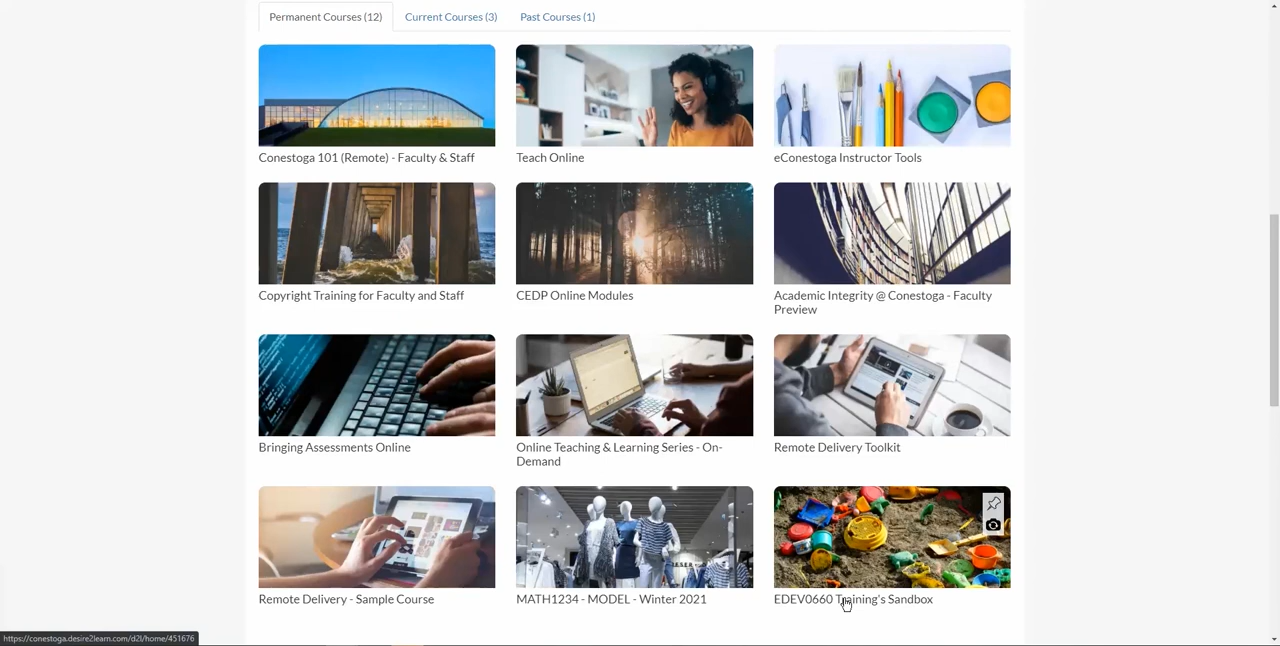 Permanent Courses (12) Current Courses (3) Past Courses (1)
Conestoga 101 (Remote) - Faculty & Staff
Teach Online
eConestoga Instructor Tools
Copyright Training for Faculty and Staff
CEDP Online Modules
Academic Integrity @ Conestoga - Faculty
Preview
Bringing Assessments Online
Online Teaching & Learning Series - On-
Demand
Remote Delivery Toolkit
Remote Delivery - Sample Course
MATH1234 - MODEL - Winter 2021
EDEV0660 Training's Sandbox
https://conestoga.desire2learn.com/d2l/home/451676